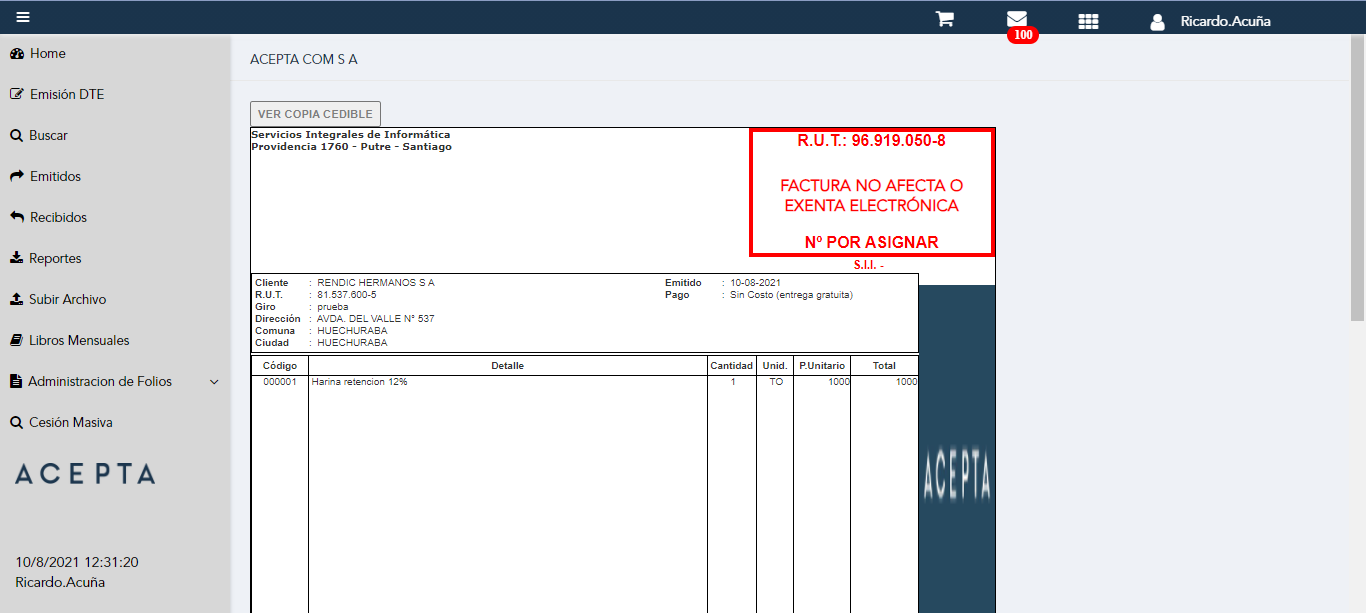 Ricardo.Acuña
100
Home
Emisión DTE
Buscar
Emitidos
Recibidos
Reportes
Subir Archivo
Libros Mensuales
Administracion de Folios
Cesión Masiva
ACEPTA
10/8/2021 12:31:20
Ricardo.Acuña
ACEPTA COM S A
VER COPIA CEDIBLE
Servicios Integrales de Informática
Providencia 1760 - Putre - Santiago
R.U.T.: 96.919.050-8
FACTURA NO AFECTA O
EXENTA ELECTRÓNICA
Nº POR ASIGNAR
S.I.I. -
Cliente : RENDIC HERMANOS S A Emitido : 10-08-2021
R.U.T. : 81.537.600-5 Pago : Sin Costo (entrega gratuita)
Giro : prueba
Dirección : AVDA. DEL VALLE N° 537
Comuna : HUECHURABA
Ciudad : HUECHURABA
Código Detalle Cantidad Unid. P.Unitario Total
000001 Harina retencion 12% 1 TO 1000 1000
ACEPTA